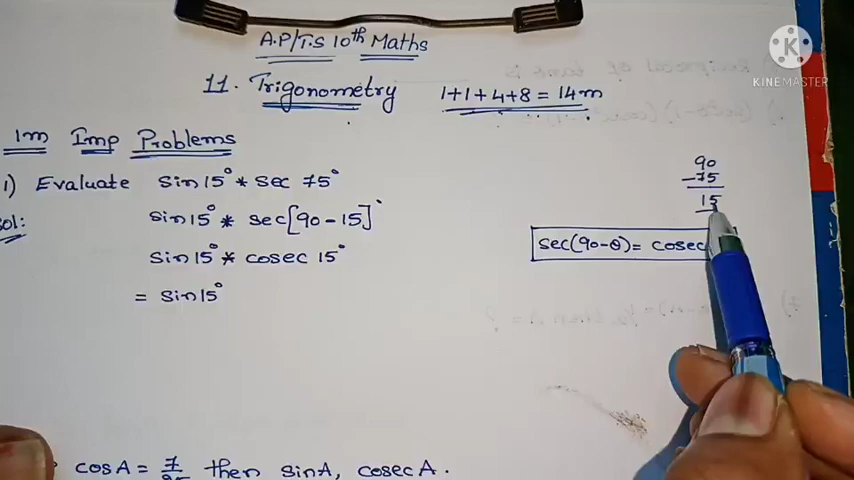 A.P/T.S 10th Maths
11. Trigonometry 1+1+4+8 = 14m
K
KINEMASTER
1m Imp Problems
1) Evaluate sin15° * sec 75°
sol: sin15° * sec[90-15]°
sin15° * cosec 15°
= sin15°
90
-75
15
sec(90-θ)= cosec
cosA = then sinA, cosecA.